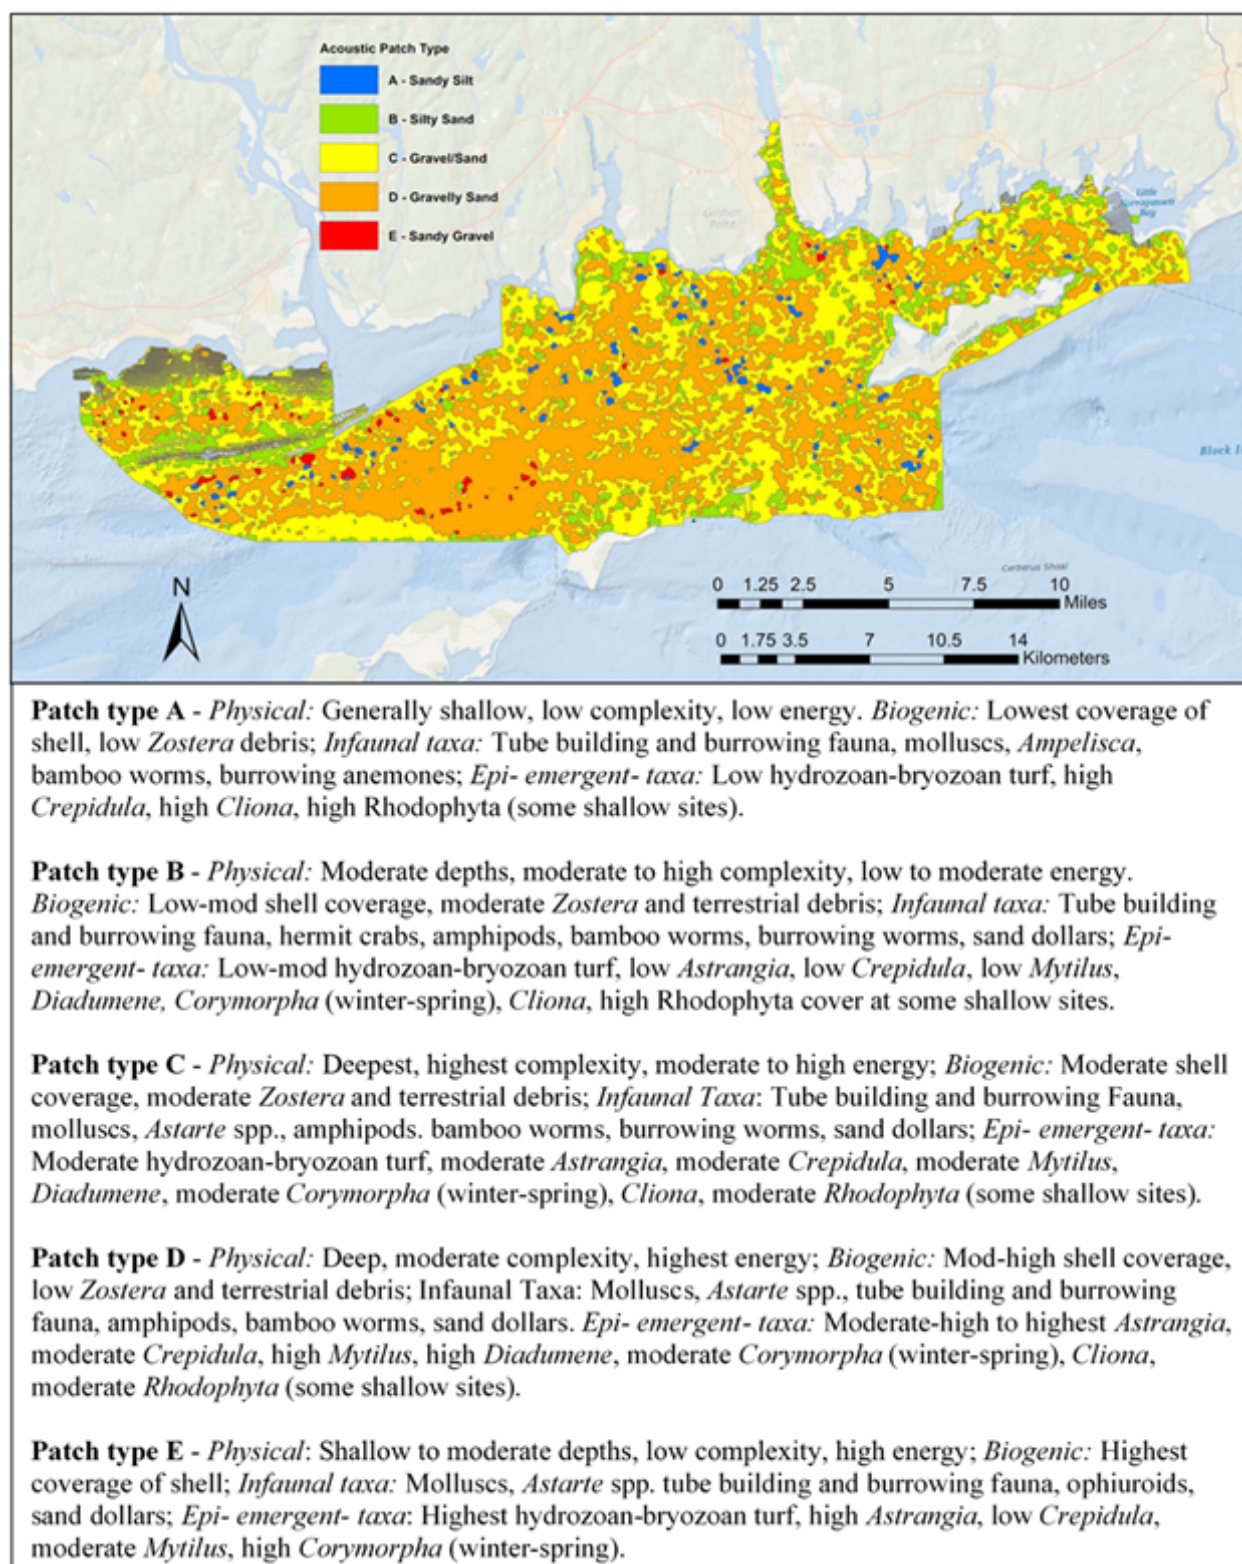 Acoustic Patch Type
A - Sandy Silt
B - Silty Sand
C - Gravel/Sand
D - Gravelly Sand
E - Sandy Gravel
Goshen
Point
Little
Narragansett
Bay
Island
Block I
Cerberus Shoal
N
0 1.25 2.5 5 7.5 10
Miles
0 1.75 3.5 7 10.5 14
Kilometers
Patch type A - Physical: Generally shallow, low complexity, low energy. Biogenic: Lowest coverage of
shell, low Zostera debris; Infaunal taxa: Tube building and burrowing fauna, molluscs, Ampelisca,
bamboo worms, burrowing anemones; Epi- emergent- taxa: Low hydrozoan-bryozoan turf, high
Crepidula, high Cliona, high Rhodophyta (some shallow sites).
Patch type B - Physical: Moderate depths, moderate to high complexity, low to moderate energy.
Biogenic: Low-mod shell coverage, moderate Zostera and terrestrial debris; Infaunal taxa: Tube building
and burrowing fauna, hermit crabs, amphipods, bamboo worms, burrowing worms, sand dollars; Epi-
emergent- taxa: Low-mod hydrozoan-bryozoan turf, low Astrangia, low Crepidula, low Mytilus,
Diadumene, Corymorpha (winter-spring), Cliona, high Rhodophyta cover at some shallow sites.
Patch type C - Physical: Deepest, highest complexity, moderate to high energy; Biogenic: Moderate shell
coverage, moderate Zostera and terrestrial debris; Infaunal Taxa: Tube building and burrowing Fauna,
molluscs, Astarte spp., amphipods. bamboo worms, burrowing worms, sand dollars; Epi- emergent- taxa:
Moderate hydrozoan-bryozoan turf, moderate Astrangia, moderate Crepidula, moderate Mytilus,
Diadumene, moderate Corymorpha (winter-spring), Cliona, moderate Rhodophyta (some shallow sites).
Patch type D - Physical: Deep, moderate complexity, highest energy; Biogenic: Mod-high shell coverage,
low Zostera and terrestrial debris; Infaunal Taxa: Molluscs, Astarte spp., tube building and burrowing
fauna, amphipods, bamboo worms, sand dollars. Epi- emergent- taxa: Moderate-high to highest Astrangia,
moderate Crepidula, high Mytilus, high Diadumene, moderate Corymorpha (winter-spring), Cliona,
moderate Rhodophyta (some shallow sites).
Patch type E - Physical: Shallow to moderate depths, low complexity, high energy; Biogenic: Highest
coverage of shell; Infaunal taxa: Molluscs, Astarte spp. tube building and burrowing fauna, ophiuroids,
sand dollars; Epi- emergent- taxa: Highest hydrozoan-bryozoan turf, high Astrangia, low Crepidula,
moderate Mytilus, high Corymorpha (winter-spring).